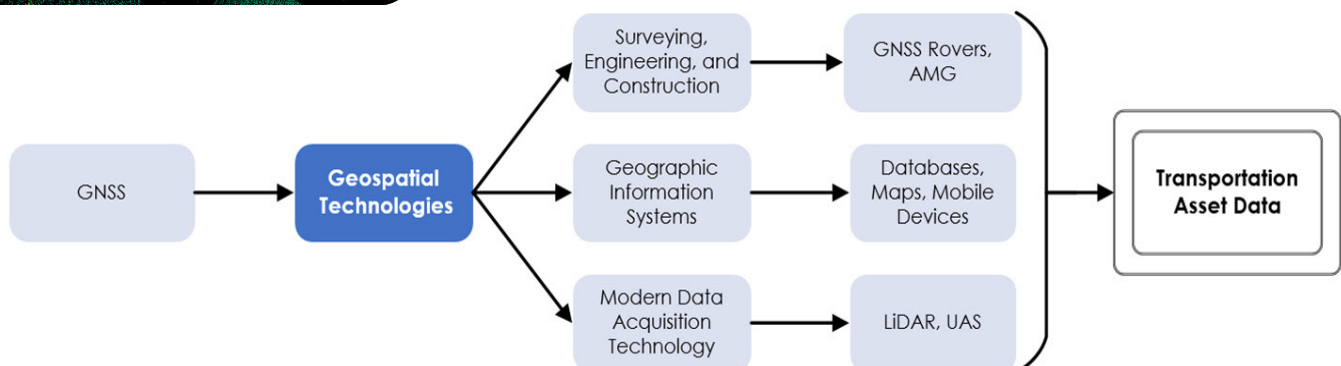 GNSS
Geospatial
Technologies
Surveying,
Engineering, and
Construction
GNSS Rovers,
AMG
Geographic
Information
Systems
Databases,
Maps, Mobile
Devices
Modern Data
Acquisition
Technology
LiDAR, UAS
Transportation
Asset Data